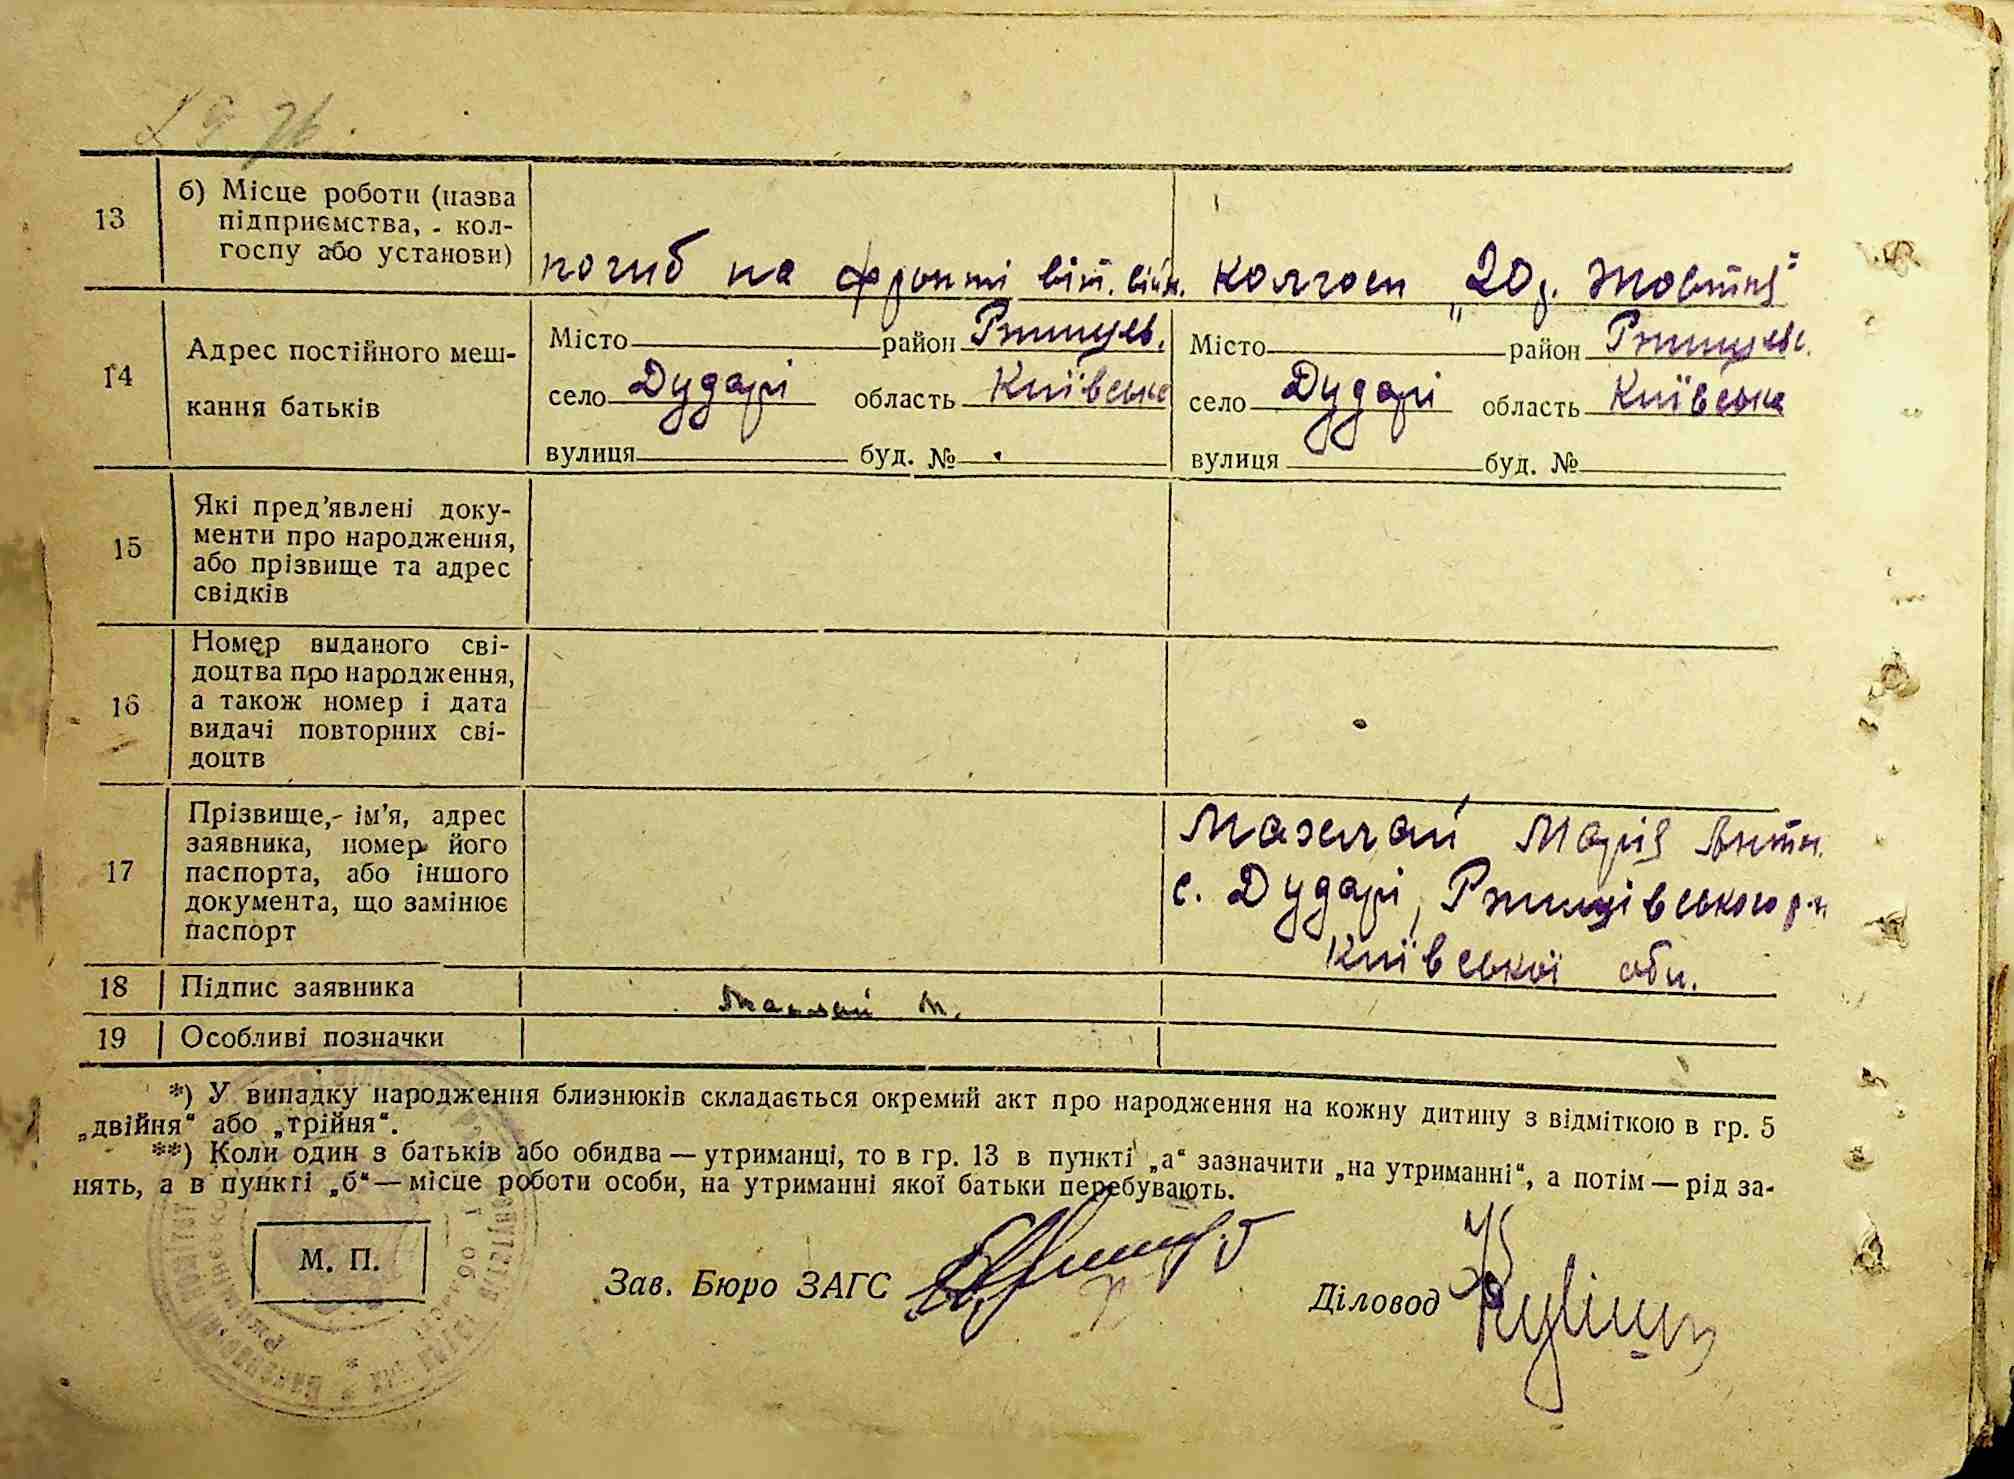 13
б) Місце роботи (назва
підприємства, - кол-
госпу або установи)
погиб на фронті віт. війн.
колгосп „20 р. Жовтня"
14
Адрес постійного меш-
кання батьків
Місто район Ржищев.
село Дударі область Київська
вулиця буд. №
Місто район Ржищевс.
село Дударі область Київська
вулиця буд. №
15
Які пред'явлені доку-
менти про народження,
або прізвище та адрес
свідків
16
Номер виданого сві-
доцтва про народження,
а також номер і дата
видачі повторних сві-
доцтв
17
Прізвище,- ім'я, адрес
заявника, номер його
паспорта, або іншого
документа, що замінює
паспорт
Марія Антн.
с. Дударі, Ржищівського р-н
Київської обл.
18
Підпис заявника
М.
19
Особливі позначки
*) У випадку народження близнюків складається окремий акт про народження на кожну дитину з відміткою в гр. 5
„двійня“ або „трійня“.
**) Коли один з батьків або обидва — утриманці, то в гр. 13 в пункті „а“ зазначити „на утриманні“, а потім — рід за-
нять, а в пункті „б“ — місце роботи особи, на утриманні якої батьки перебувають.
М. П.
Зав. Бюро ЗАГС
Діловод